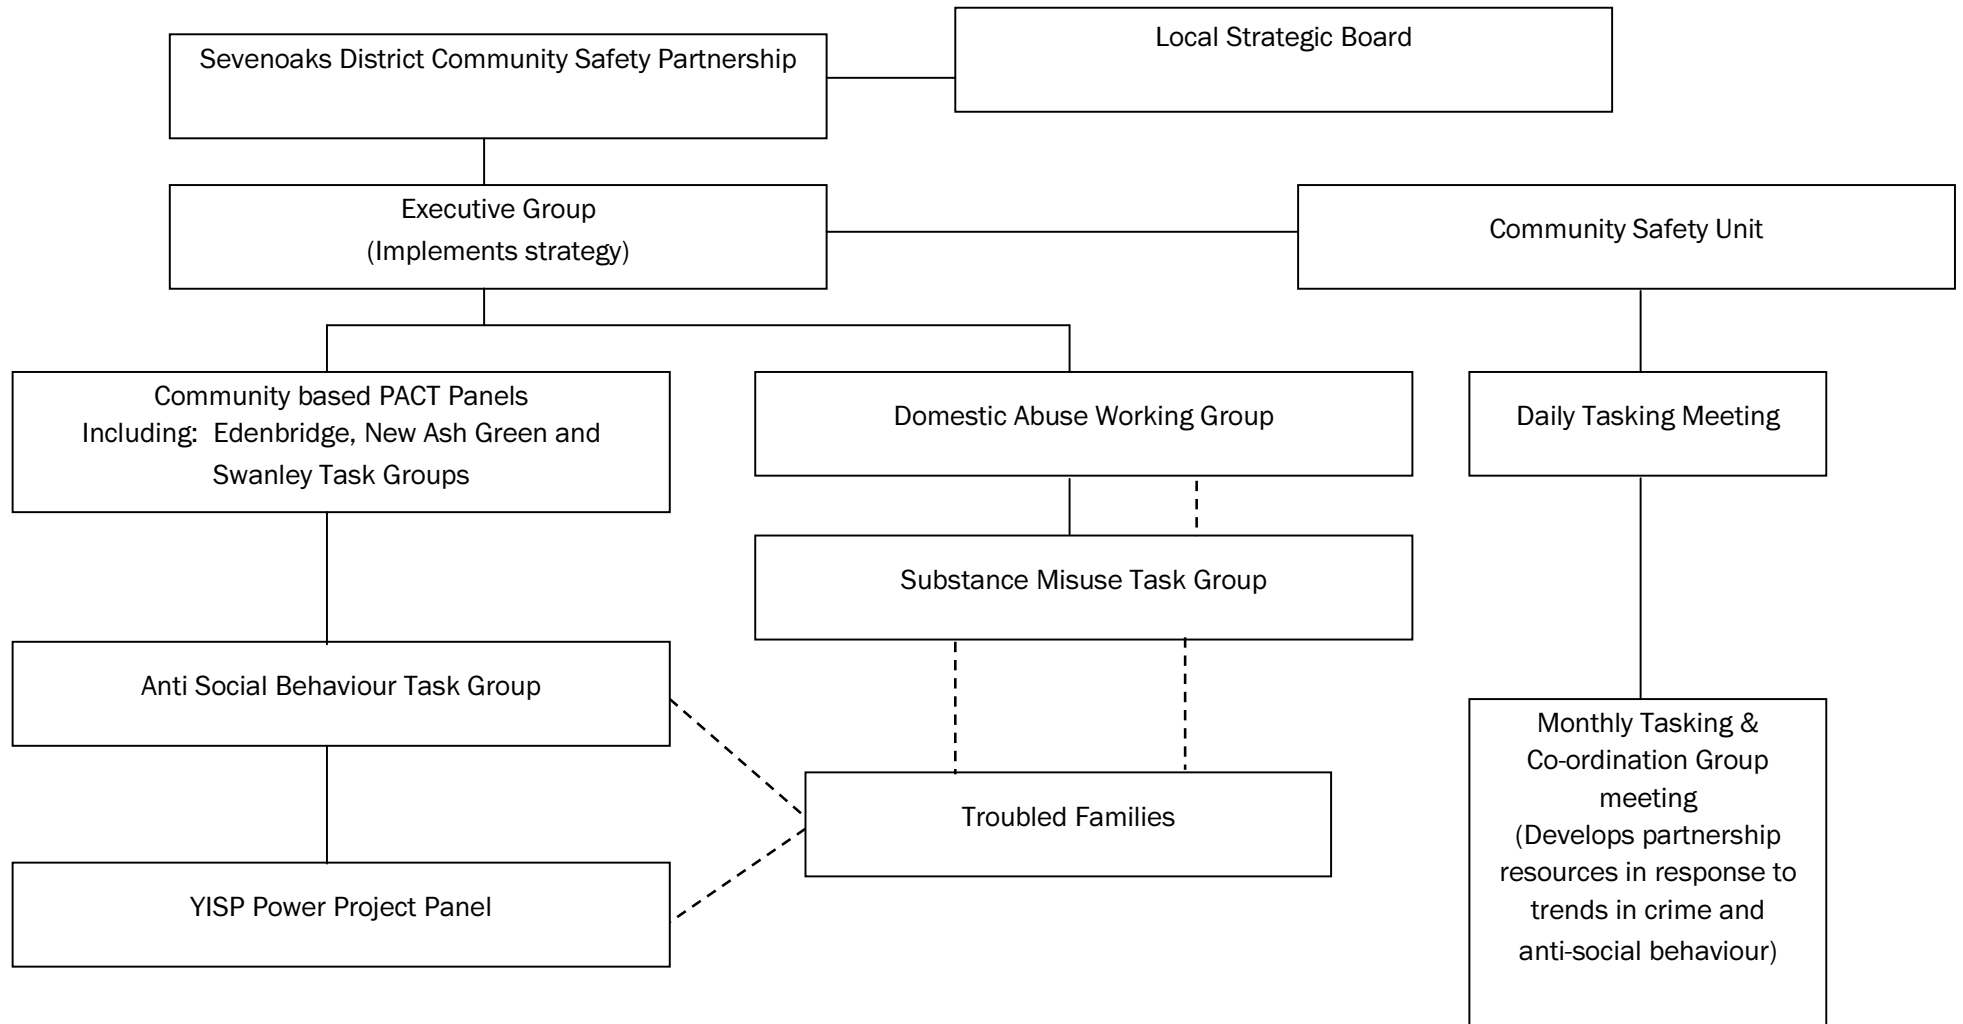 Sevenoaks District Community Safety Partnership
Local Strategic Board
Executive Group
(Implements strategy)
Community Safety Unit
Community based PACT Panels
Including:  Edenbridge, New Ash Green and
Swanley Task Groups
Domestic Abuse Working Group
Daily Tasking Meeting
Substance Misuse Task Group
Anti Social Behaviour Task Group
Troubled Families
YISP Power Project Panel
Monthly Tasking &
Co-ordination Group
meeting
(Develops partnership
resources in response to
trends in crime and
anti-social behaviour)